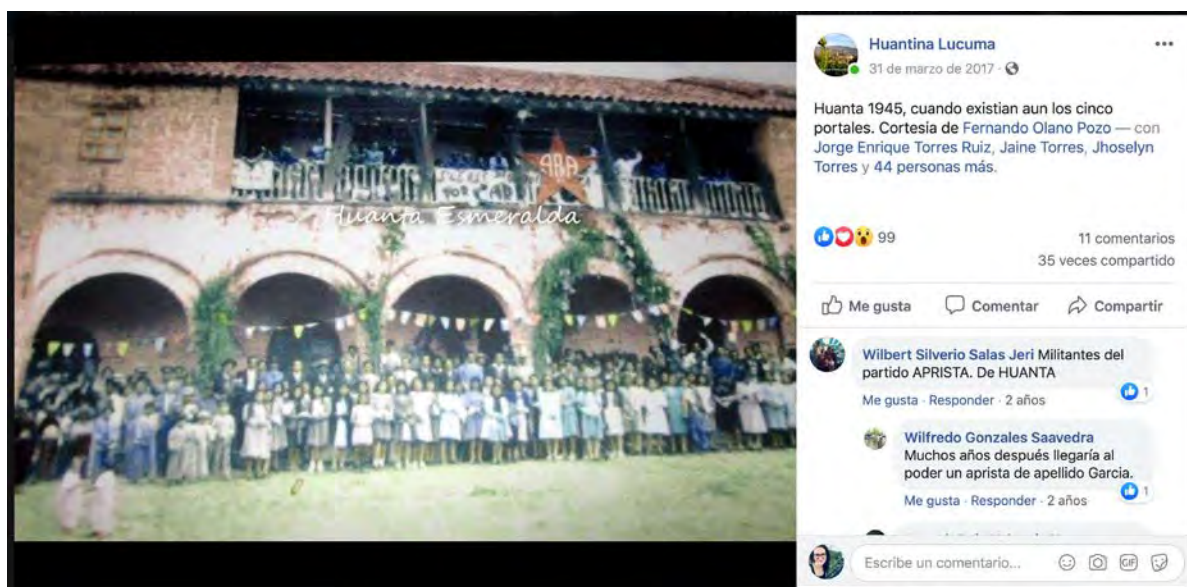 POR
Huanta Esmeralda
Huantina Lucuma
31 de marzo de 2017 ·
Huanta 1945, cuando existian aun los cinco
portales. Cortesia de Fernando Olano Pozo — con
Jorge Enrique Torres Ruiz, Jaine Torres, Jhoselyn
Torres y 44 personas más.
99
11 comentarios
35 veces compartido
Me gusta Comentar Compartir
Wilbert Silverio Salas Jeri Militantes del
partido APRISTA. De HUANTA
Me gusta · Responder · 2 años
1
Wilfredo Gonzales Saavedra
Muchos años después llegaría al
poder un aprista de apellido Garcia.
Me gusta · Responder · 2 años
1
Escribe un comentario...
GIF